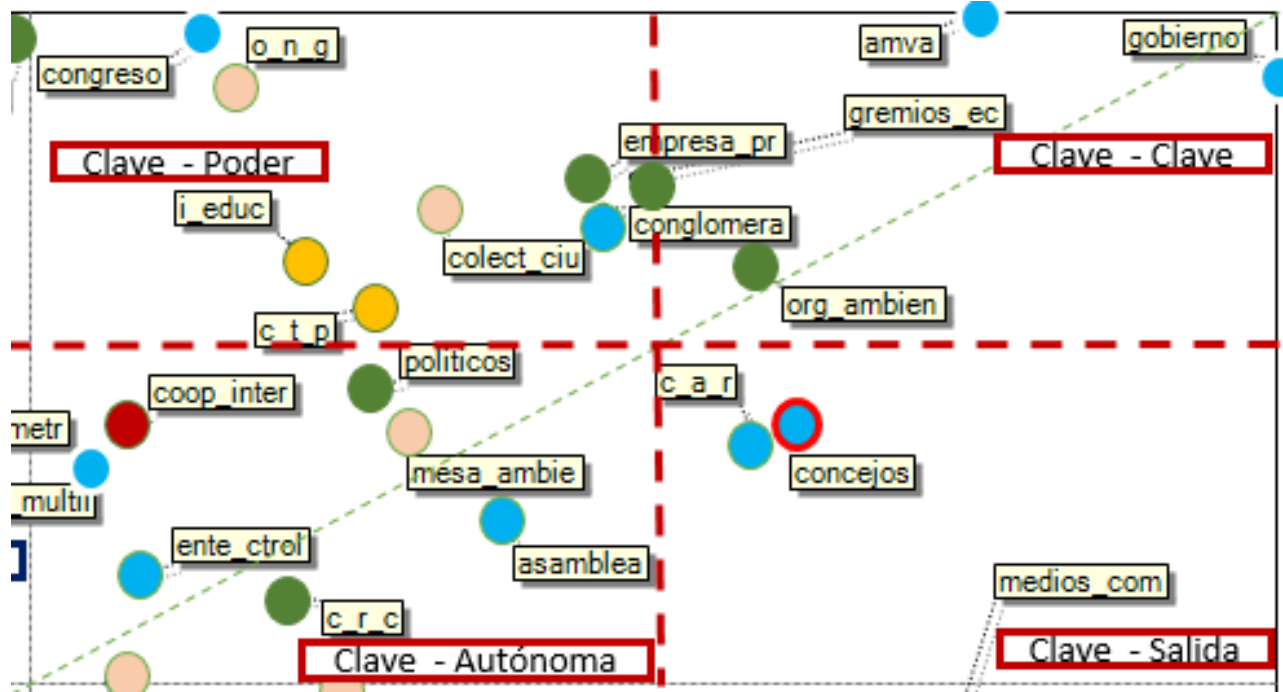 o_n_g
amva
gobierno
congreso
gremios_ec
empresa_pr
Clave - Poder
Clave - Clave
i_educ
conglomera
colect_ciu
org_ambien
c_t_p
politicos
c_a_r
coop_inter
metr
mesa_ambie
concejos
_multi
ente_ctrol
asamblea
medios_com
c_r_c
Clave - Autónoma
Clave - Salida